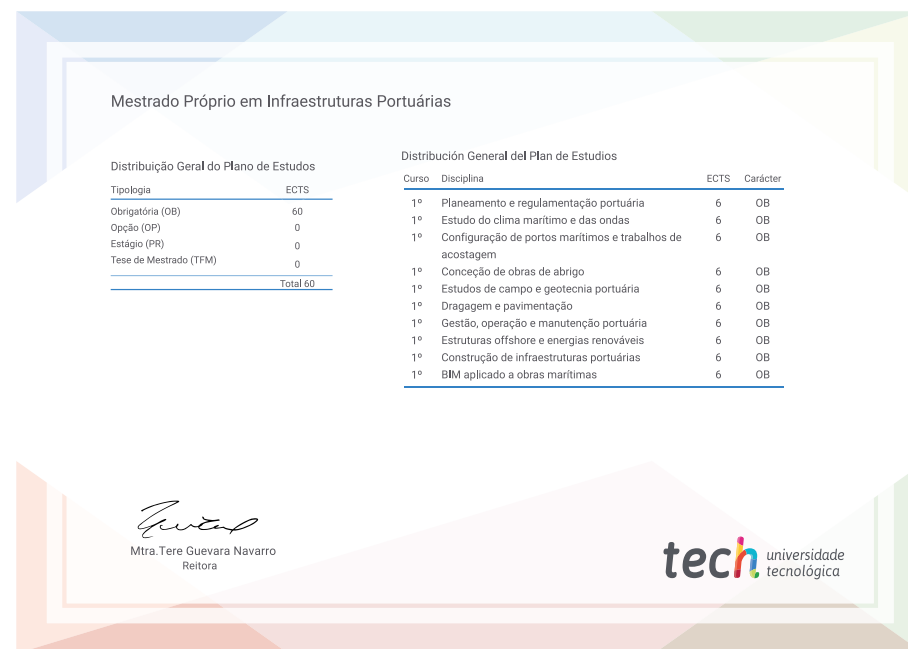 Mestrado Próprio em Infraestruturas Portuárias
Distribuição Geral do Plano de Estudos
Tipologia ECTS
Obrigatória (OB) 60
Opção (OP) 0
Estágio (PR) 0
Tese de Mestrado (TFM) 0
Total 60
Distribución General del Plan de Estudios
Curso Disciplina ECTS Carácter
1º Planeamento e regulamentação portuária 6 OB
1º Estudo do clima marítimo e das ondas 6 OB
1º Configuração de portos marítimos e trabalhos de 6 OB
acostagem
1º Conceção de obras de abrigo 6 OB
1º Estudos de campo e geotecnia portuária 6 OB
1º Dragagem e pavimentação 6 OB
1º Gestão, operação e manutenção portuária 6 OB
1º Estruturas offshore e energias renováveis 6 OB
1º Construção de infraestruturas portuárias 6 OB
1º BIM aplicado a obras marítimas 6 OB
Mtra.Tere Guevara Navarro
Reitora
tech universidade
tecnológica